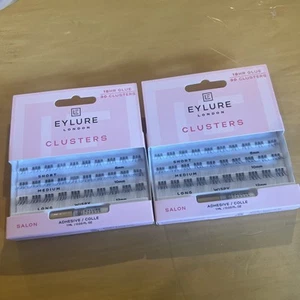 EYLURE
LONDON
CLUSTERS
SHORT
MEDIUM
LONG
SALON
ADHESIVE / COLLE
EYLURE
LONDON
CLUSTERS
SHORT
MEDIUM
LONG
SALON
ADHESIVE / COLLE